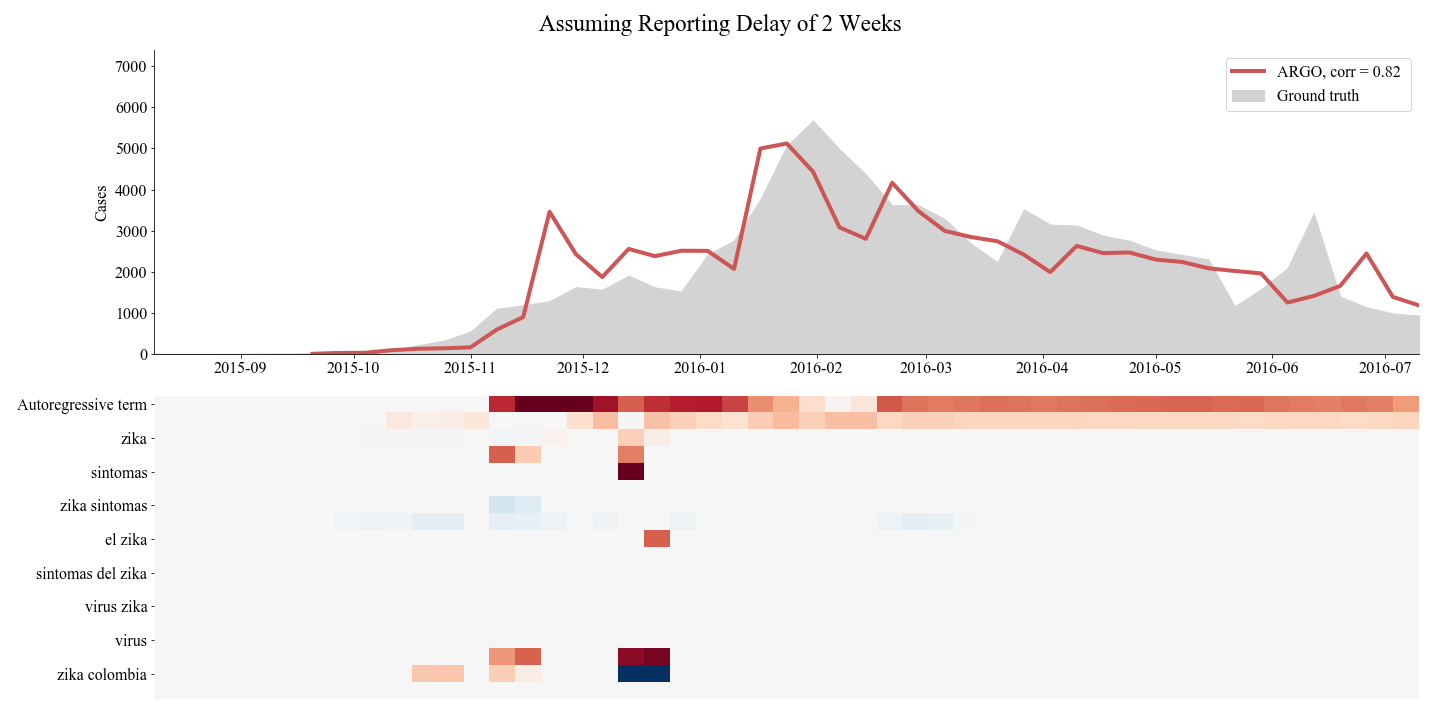 Assuming Reporting Delay of 2 Weeks
7000
6000
5000
4000
3000
2000
1000
0
Cases
ARGO, corr = 0.82
Ground truth
2015-09 2015-10 2015-11 2015-12 2016-01 2016-02 2016-03 2016-04 2016-05 2016-06 2016-07
Autoregressive term
zika
sintomas
zika sintomas
el zika
sintomas del zika
virus zika
virus
zika colombia